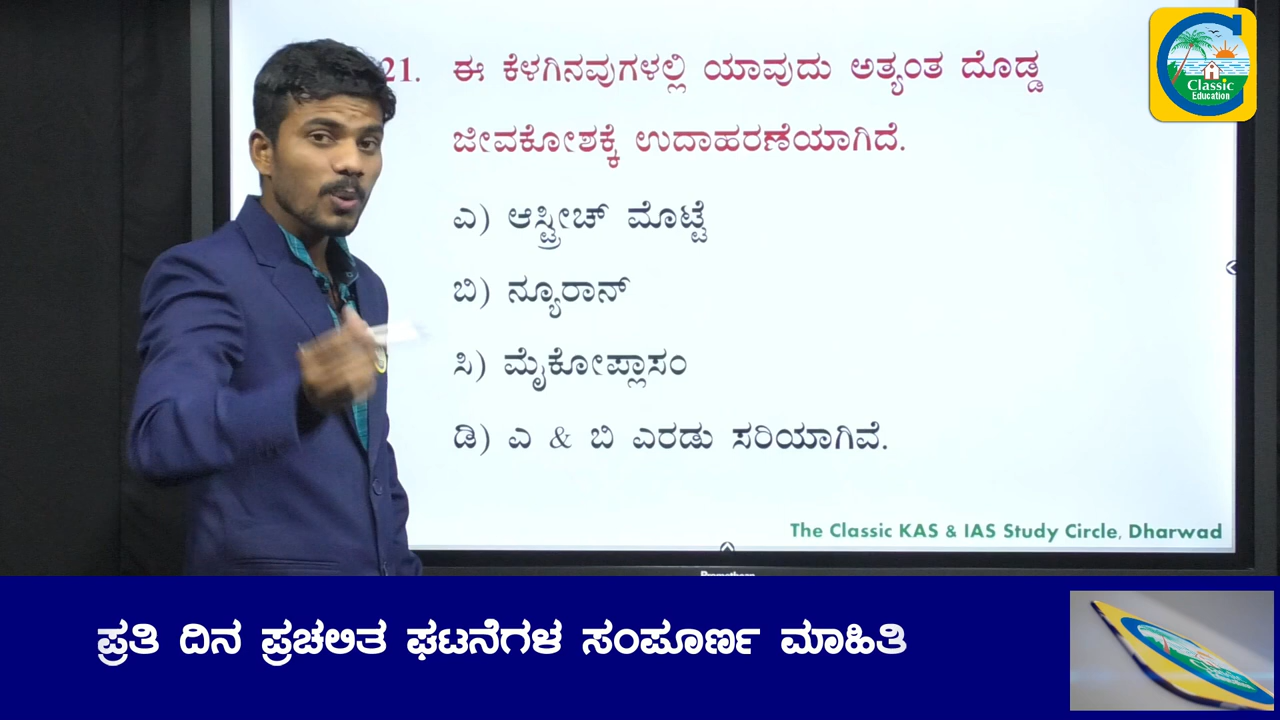 21. ಈ ಕೆಳಗಿನವುಗಳಲ್ಲಿ ಯಾವುದು ಅತ್ಯಂತ ದೊಡ್ಡ
ಜೀವಕೋಶಕ್ಕೆ ಉದಾಹರಣೆಯಾಗಿದೆ.
ಎ) ಆಸ್ಟ್ರೀಚ್ ಮೊಟ್ಟೆ
ಬಿ) ನ್ಯೂರಾನ್
ಸಿ) ಮೈಕೋಪ್ಲಾಸಂ
ಡಿ) ಎ & ಬಿ ಎರಡು ಸರಿಯಾಗಿವೆ.
The Classic KAS & IAS Study Circle, Dharwad
Classic
Education
ಪ್ರತಿ ದಿನ ಪ್ರಚಲಿತ ಘಟನೆಗಳ ಸಂಪೂರ್ಣ ಮಾಹಿತಿ